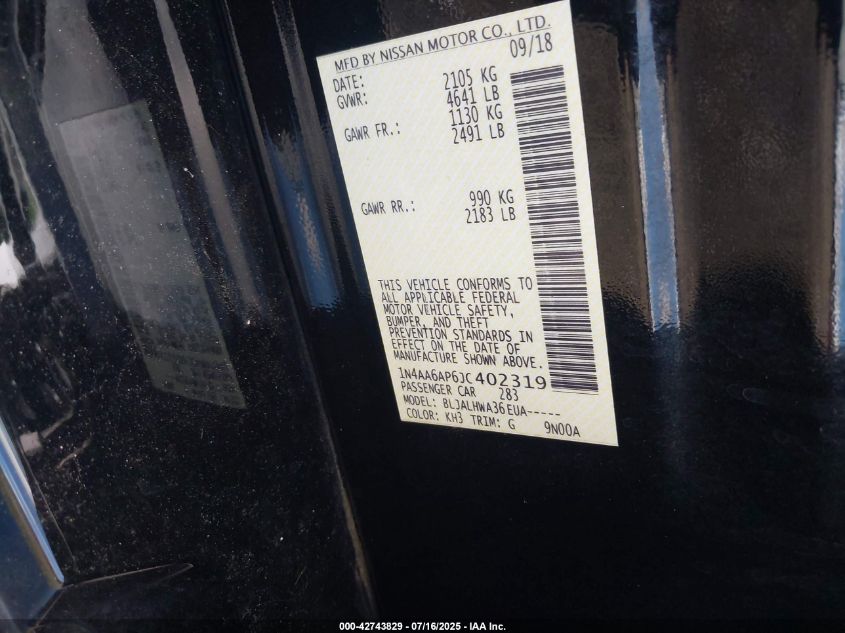 MFD BY NISSAN MOTOR CO., LTD.
DATE: 09/18
GVWR: 2105 KG
4641 LB
GAWR FR.: 1130 KG
2491 LB
GAWR RR.: 990 KG
2183 LB
THIS VEHICLE CONFORMS TO
ALL APPLICABLE FEDERAL
MOTOR VEHICLE SAFETY,
BUMPER, AND THEFT
PREVENTION STANDARDS IN
EFFECT ON THE DATE OF
MANUFACTURE SHOWN ABOVE.
1N4AA6AP6JC402319
PASSENGER CAR 283
MODEL: BLJALHWA36EUA-----
COLOR: KH3 TRIM: G 9N00A
000-42743829 - 07/16/2025 - IAA Inc.